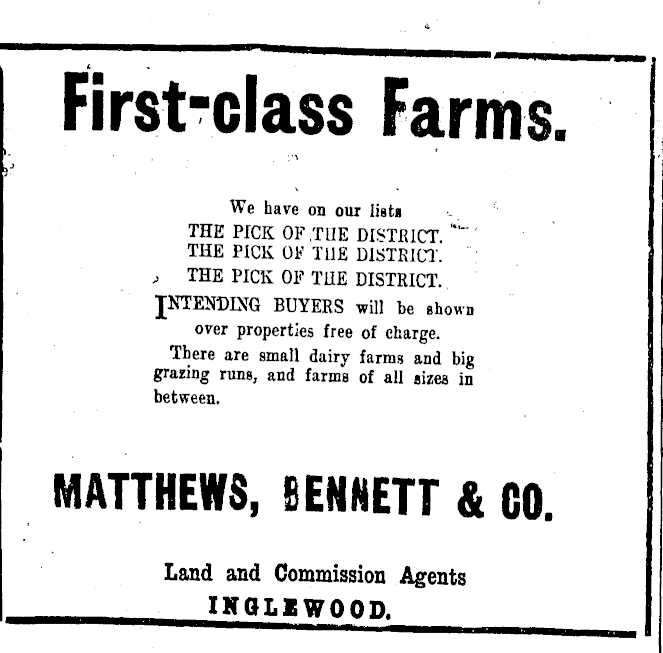 First-class Farms.
We have on our lists
THE PICK OF THE DISTRICT.
THE PICK OF THE DISTRICT.
THE PICK OF THE DISTRICT.
INTENDING BUYERS will be shown
over properties free of charge.
There are small dairy farms and big
grazing runs, and farms of all sizes in
between.
MATTHEWS, BENNETT & CO.
Land and Commission Agents
INGLEWOOD.